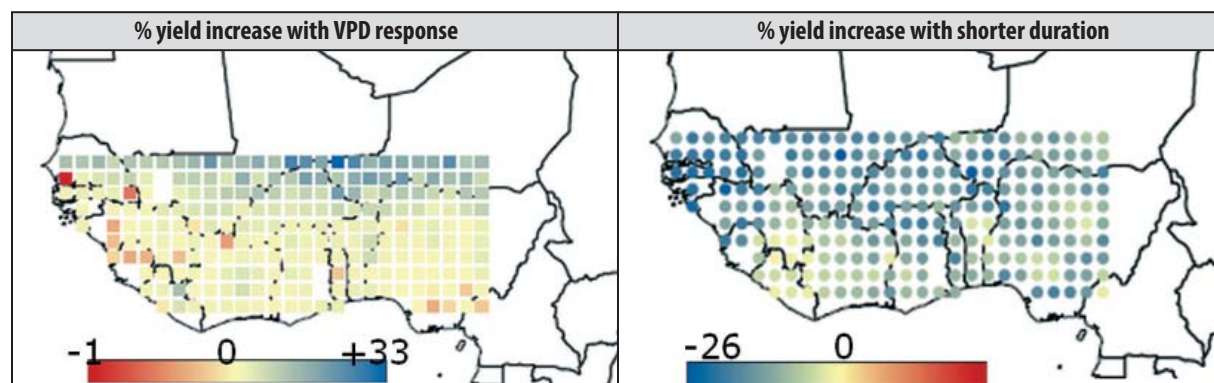 % yield increase with VPD response
% yield increase with shorter duration
-1 0 +33
-26 0